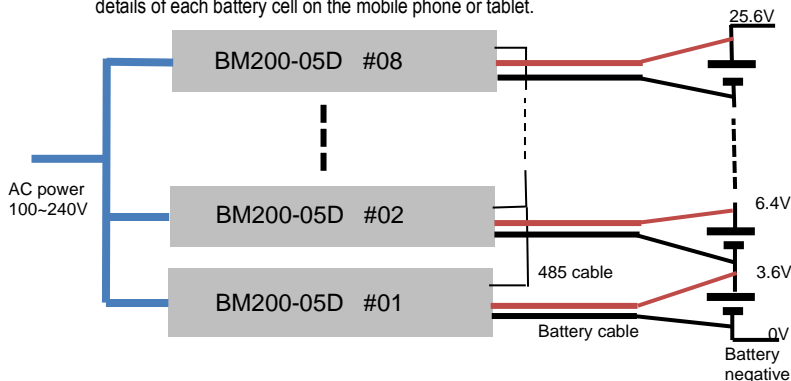 details of each battery cell on the mobile phone or tablet.
25.6V
BM200-05D #08
AC power
100~240V
6.4V
BM200-05D #02
485 cable
3.6V
BM200-05D #01
Battery cable
0V
Battery
negative